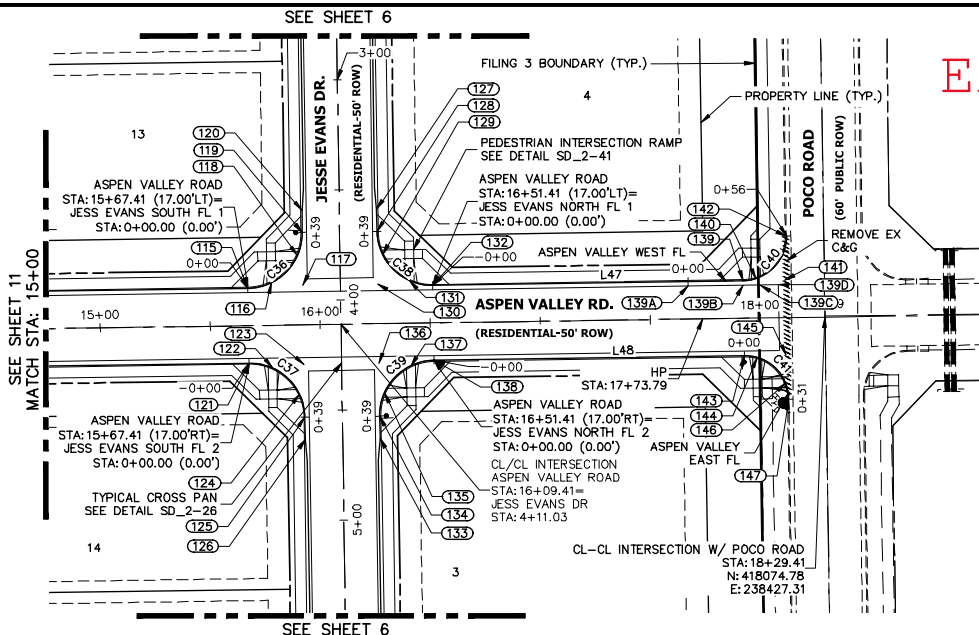 SEE SHEET 6
3+00
FILING 3 BOUNDARY (TYP.)
4
PROPERTY LINE (TYP.)
13
JESSE EVANS DR.
(RESIDENTIAL-50' ROW)
127
128
129
120
119
118
PEDESTRIAN INTERSECTION RAMP
SEE DETAIL SD_2-41
ASPEN VALLEY ROAD
STA: 15+67.41 (17.00'LT)=
JESS EVANS SOUTH FL 1
STA: 0+00.00 (0.00')
ASPEN VALLEY ROAD
STA: 16+51.41 (17.00'LT)=
JESS EVANS NORTH FL 1
STA: 0+00.00 (0.00')
POCO ROAD
(60' PUBLIC ROW)
0+56
142
140
139
REMOVE EX
C&G
141
0+39
0+39
115
0+00
C36
117
C38
132
-0+00
ASPEN VALLEY WEST FL
0+00
C40
L47
139D
SEE SHEET 11
MATCH STA: 15+00
116
131
130
ASPEN VALLEY RD.
(RESIDENTIAL-50' ROW)
139A
139B
18+00
139C
9
15+00
16+00
4+00
123
122
121
136
137
138
145
L48
0+00
C37
C39
C41
-0+00
-0+00
HP
STA: 17+73.79
0+31
ASPEN VALLEY ROAD
STA: 15+67.41 (17.00'RT)=
JESS EVANS SOUTH FL 2
STA: 0+00.00 (0.00')
0+39
0+39
ASPEN VALLEY ROAD
STA: 16+51.41 (17.00'RT)=
JESS EVANS NORTH FL 2
STA: 0+00.00 (0.00')
143
144
146
ASPEN VALLEY
EAST FL
147
CL/CL INTERSECTION
ASPEN VALLEY ROAD
STA: 16+09.41=
JESS EVANS DR
STA: 4+11.03
124
TYPICAL CROSS PAN
SEE DETAIL SD_2-26
125
126
135
134
133
5+00
14
3
CL-CL INTERSECTION W/ POCO ROAD
STA: 18+29.41
N: 418074.78
E: 238427.31
SEE SHEET 6